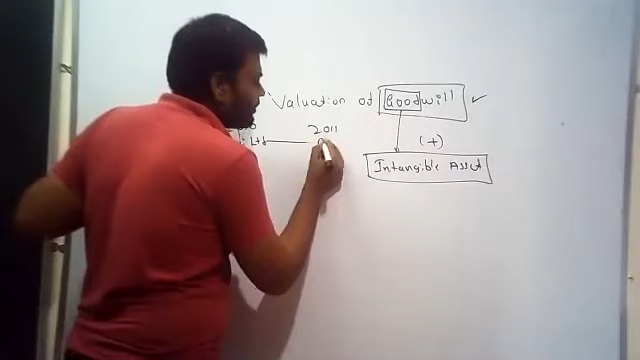 Valuation of Goodwill ✓
2011
(+)
Ltd
Intangible Asset